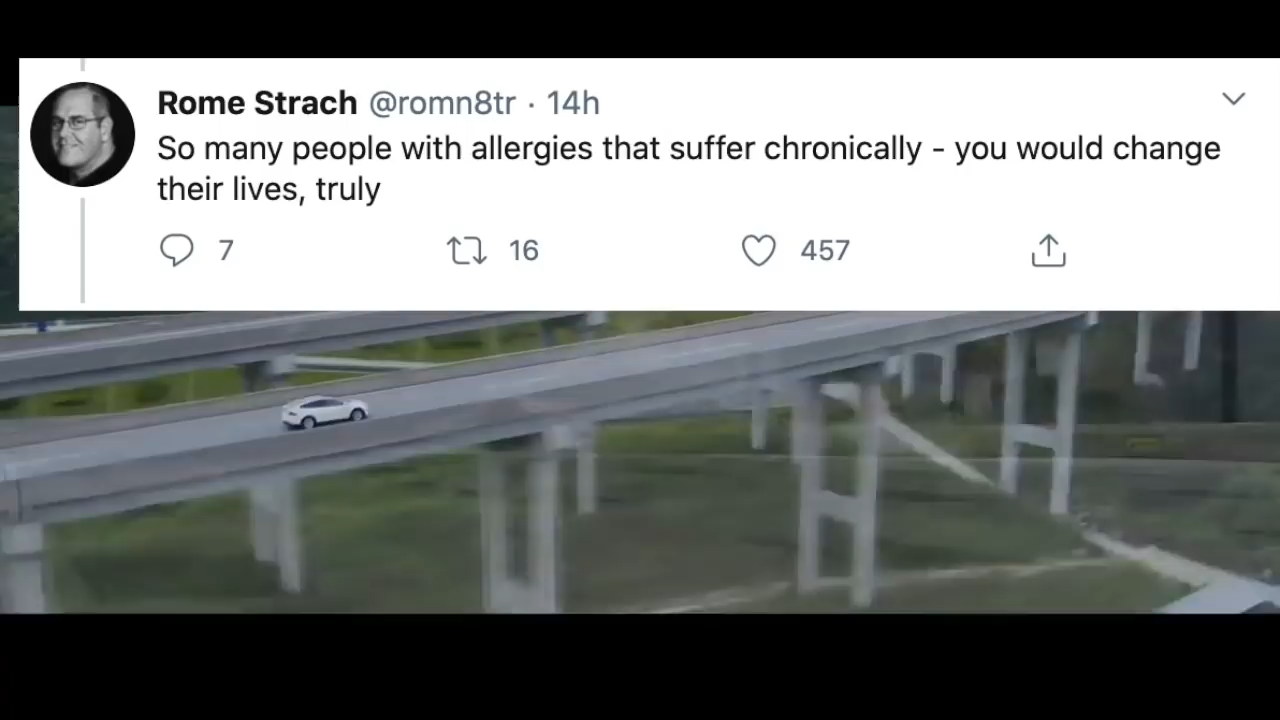 Rome Strach @romn8tr · 14h
So many people with allergies that suffer chronically - you would change
their lives, truly
7 16 457